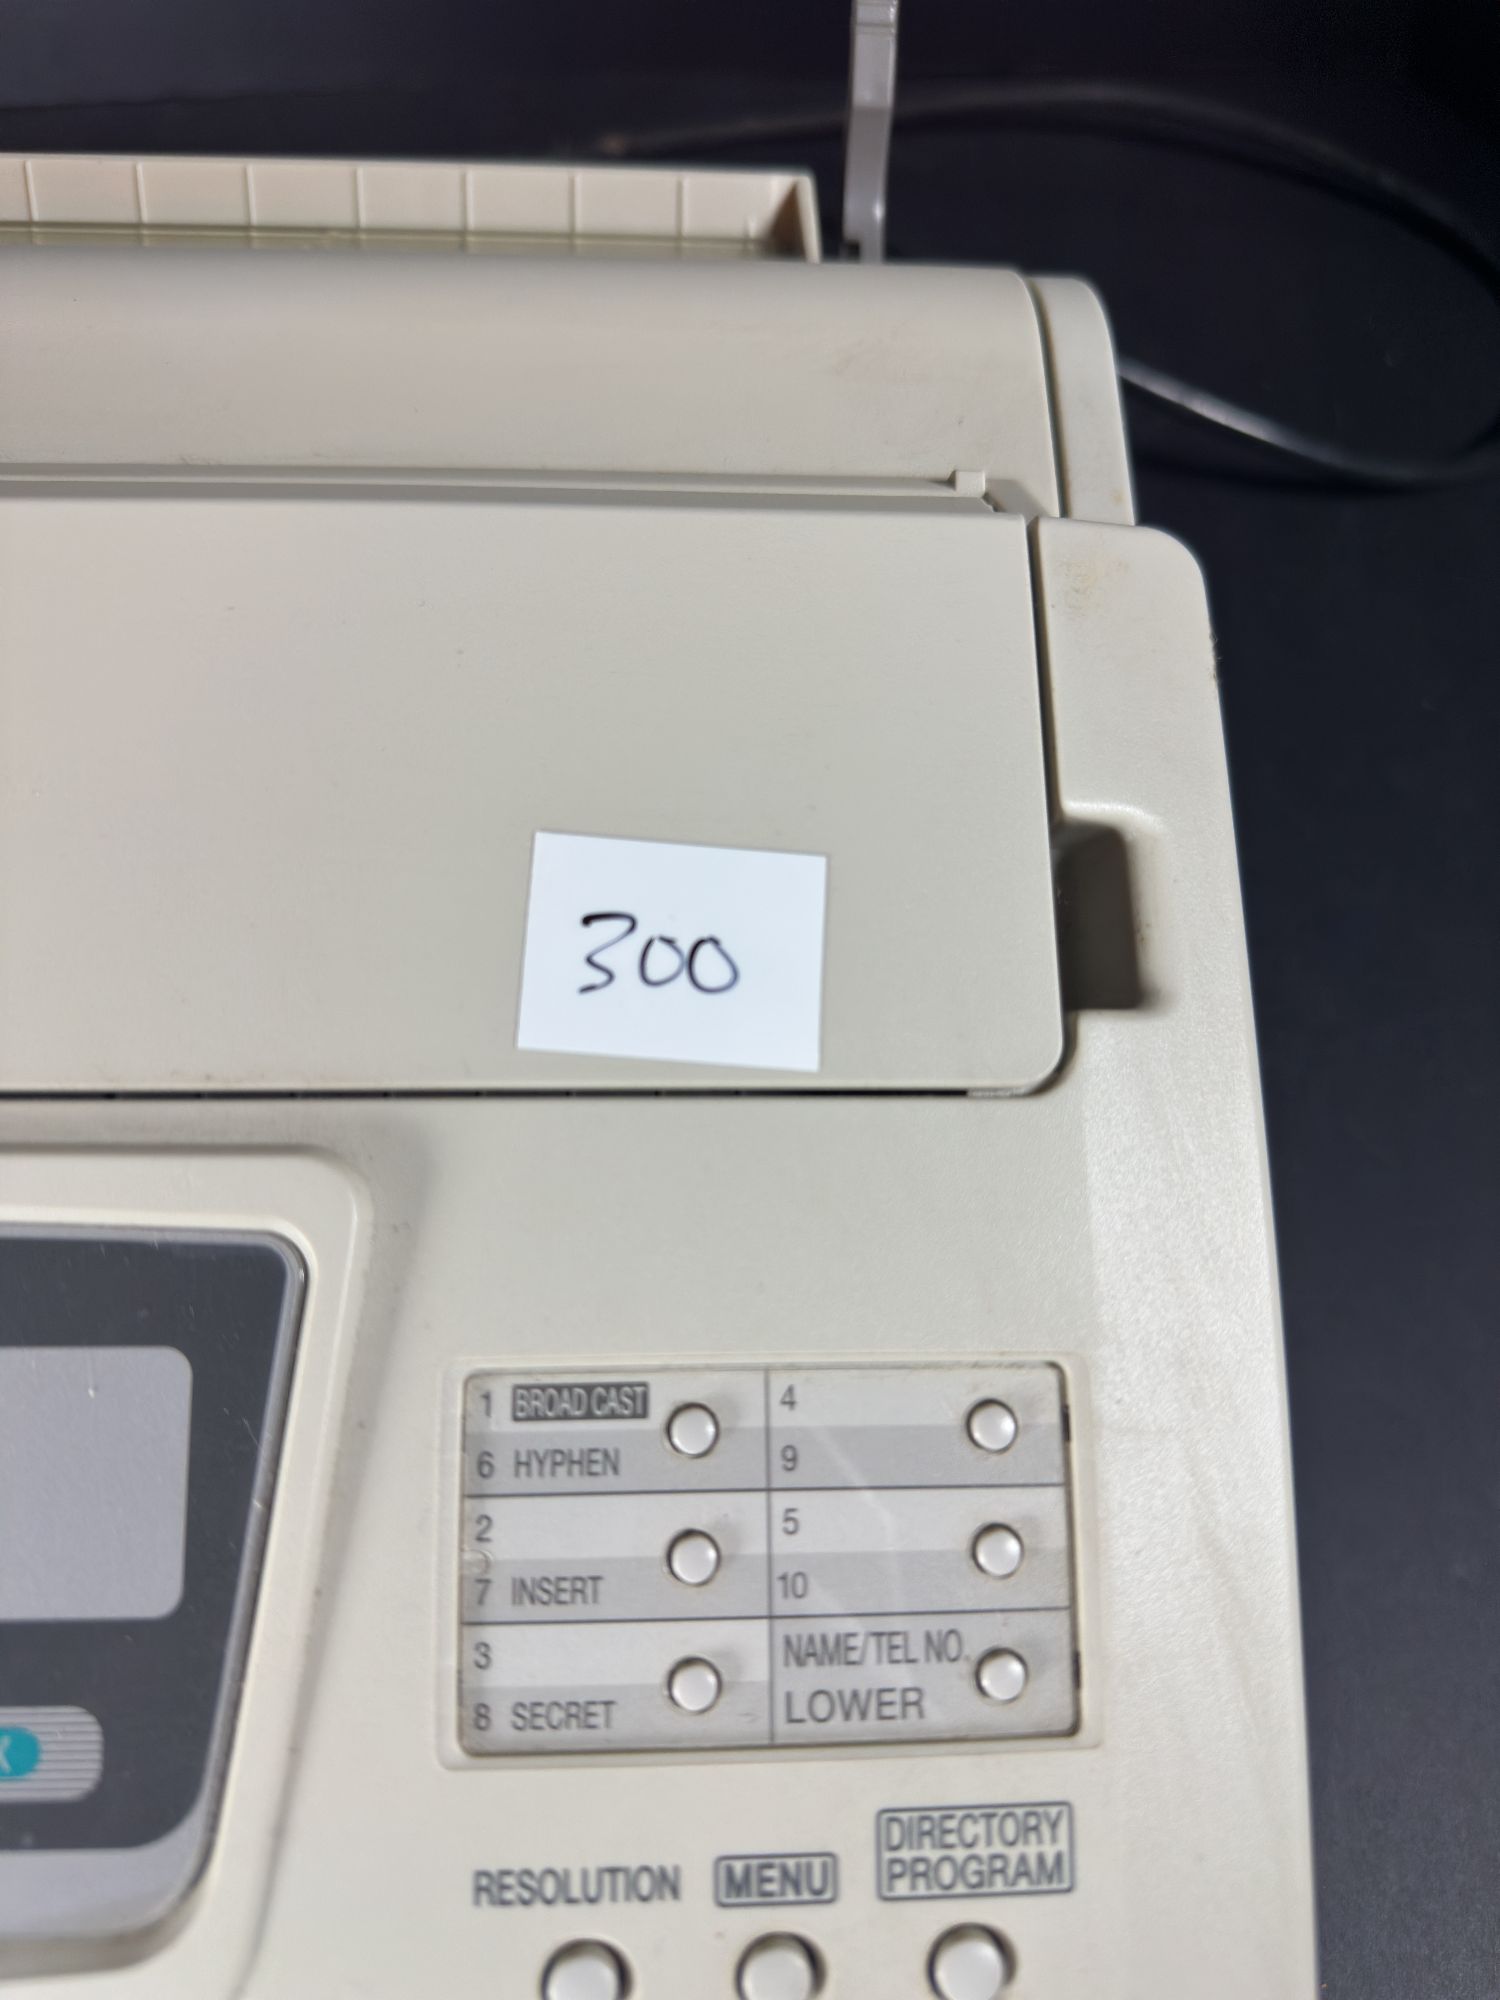 300
1 BROAD CAST
6 HYPHEN
2
7 INSERT
3
8 SECRET
4
9
5
10
NAME/TEL NO.
LOWER
RESOLUTION
MENU
DIRECTORY
PROGRAM